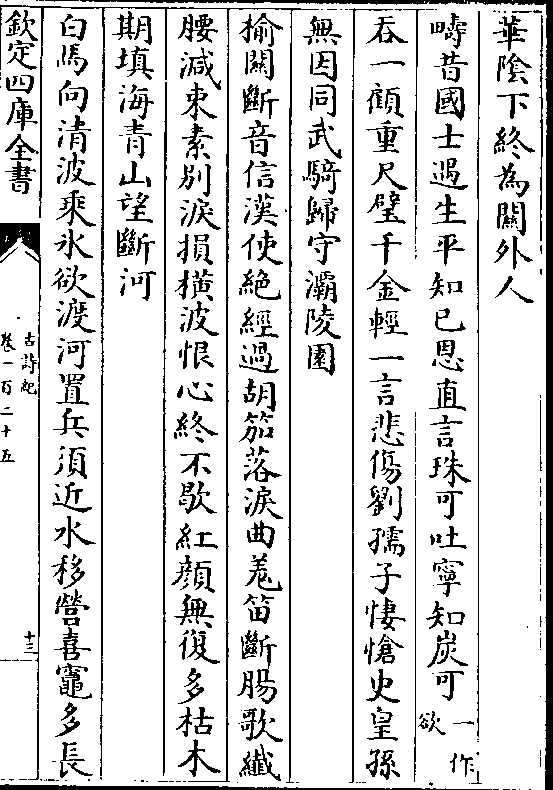 華陰下終為關外人
疇昔國士遇生平知已恩直言珠可吐寧知炭可一作欲
吞一顧重尺璧千金輕一言悲傷劉孺子悽愴史皇孫
無因同武騎歸守灞陵園
榆關斷音信漢使絶經過胡笳落淚曲羗笛斷腸歌纖
腰減束素别淚損橫波恨心終不歇紅顔無復多枯木
期填海青山望斷河
白馬向清波乗氷欲渡河置兵須近水移營喜竈多長
欽定四庫全書
古詩紀
卷一百二十五
十三